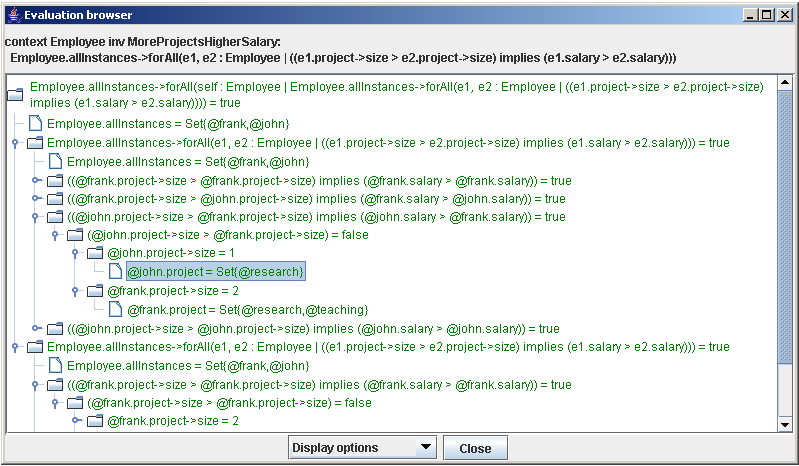 Evaluation browser
context Employee inv MoreProjectsHigherSalary:
Employee.allInstances->forAll(e1, e2 : Employee | ((e1.project->size > e2.project->size) implies (e1.salary > e2.salary)))
Employee.allInstances->forAll(self : Employee | Employee.allInstances->forAll(e1, e2 : Employee | ((e1.project->size > e2.project->size)
implies (e1.salary > e2.salary)))) = true
Employee.allInstances = Set{@frank,@john}
Employee.allInstances->forAll(e1, e2 : Employee | ((e1.project->size > e2.project->size) implies (e1.salary > e2.salary))) = true
Employee.allInstances = Set{@frank,@john}
((@frank.project->size > @frank.project->size) implies (@frank.salary > @frank.salary)) = true
((@frank.project->size > @john.project->size) implies (@frank.salary > @john.salary)) = true
((@john.project->size > @frank.project->size) implies (@john.salary > @frank.salary)) = true
(@john.project->size > @frank.project->size) = false
@john.project->size = 1
@john.project = Set{@research}
@frank.project->size = 2
@frank.project = Set{@research,@teaching}
((@john.project->size > @john.project->size) implies (@john.salary > @john.salary)) = true
Employee.allInstances->forAll(e1, e2 : Employee | ((e1.project->size > e2.project->size) implies (e1.salary > e2.salary))) = true
Employee.allInstances = Set{@frank,@john}
((@frank.project->size > @frank.project->size) implies (@frank.salary > @frank.salary)) = true
(@frank.project->size > @frank.project->size) = false
@frank.project->size = 2
Display options
Close